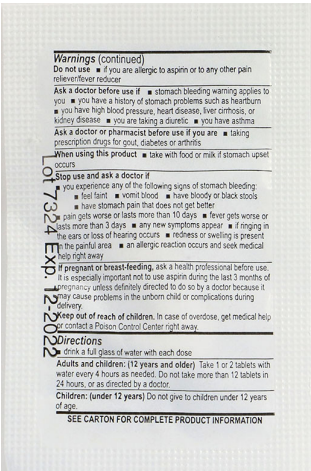 Warnings (continued)
Do not use ■ if you are allergic to aspirin or to any other pain
reliever/fever reducer
Ask a doctor before use if ■ stomach bleeding warning applies to
you ■ you have a history of stomach problems such as heartburn
■ you have high blood pressure, heart disease, liver cirrhosis, or
kidney disease ■ you are taking a diuretic ■ you have asthma
Ask a doctor or pharmacist before use if you are ■ taking
prescription drugs for gout, diabetes or arthritis
When using this product ■ take with food or milk if stomach upset
occurs
Stop use and ask a doctor if
■ you experience any of the following signs of stomach bleeding:
■ feel faint ■ vomit blood ■ have bloody or black stools
■ have stomach pain that does not get better
■ pain gets worse or lasts more than 10 days ■ fever gets worse or
lasts more than 3 days ■ any new symptoms appear ■ if ringing in
the ears or loss of hearing occurs ■ redness or swelling is present
in the painful area ■ an allergic reaction occurs and seek medical
help right away
If pregnant or breast-feeding, ask a health professional before use.
It is especially important not to use aspirin during the last 3 months of
pregnancy unless definitely directed to do so by a doctor because it
may cause problems in the unborn child or complications during
delivery.
Keep out of reach of children. In case of overdose, get medical help
or contact a Poison Control Center right away.
Directions
■ drink a full glass of water with each dose
Adults and children: (12 years and older) Take 1 or 2 tablets with
water every 4 hours as needed. Do not take more than 12 tablets in
24 hours, or as directed by a doctor.
Children: (under 12 years) Do not give to children under 12 years
of age.
SEE CARTON FOR COMPLETE PRODUCT INFORMATION
Lot 7324 Exp. 12-2022